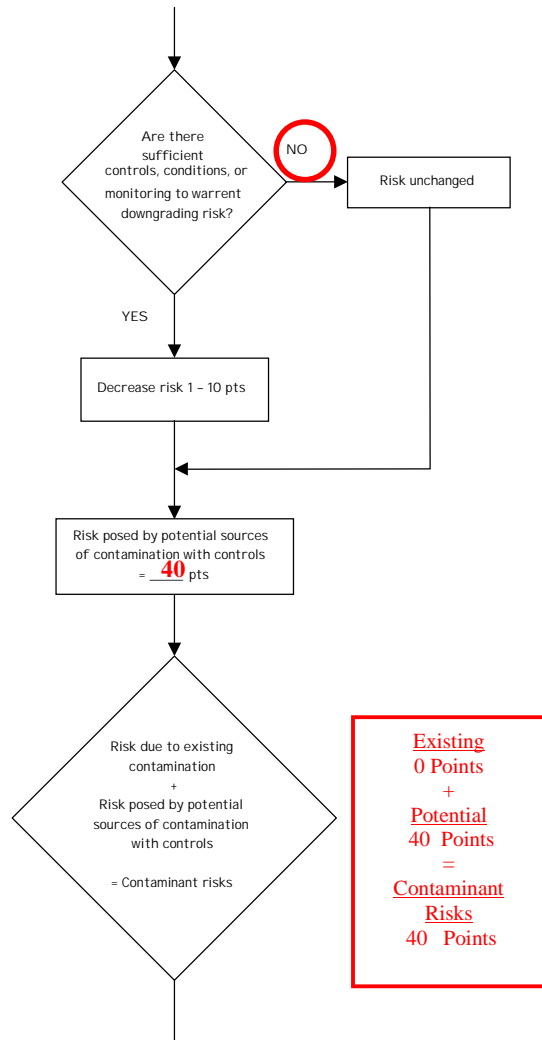 Are there
sufficient
controls, conditions, or
monitoring to warrent
downgrading risk?
NO
Risk unchanged
YES
Decrease risk 1 – 10 pts
Risk posed by potential sources
of contamination with controls
= 40 pts
Risk due to existing
contamination
+
Risk posed by potential
sources of contamination
with controls
= Contaminant risks
Existing
0 Points
+
Potential
40 Points
=
Contaminant
Risks
40 Points